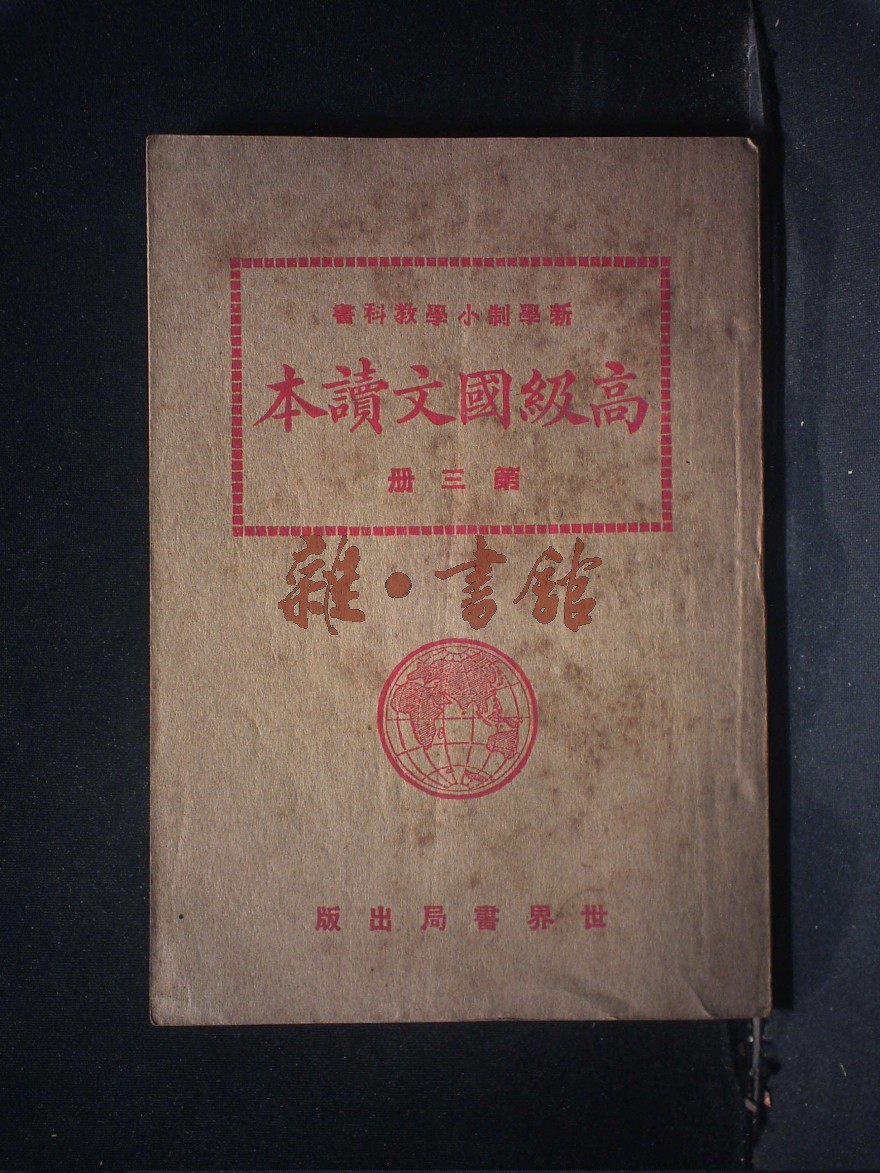 新學制小學教科書
高級國文讀本
第三册
雜·書館
世界書局出版